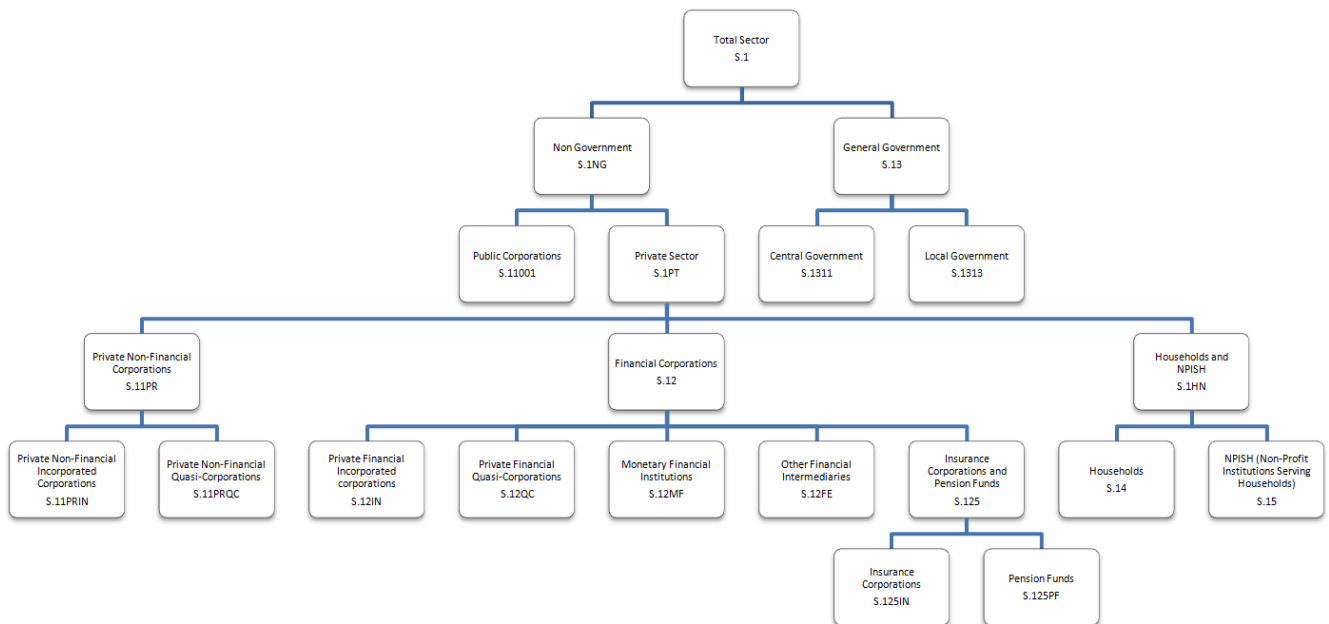 Total Sector
S.1
Non Government
S.1NG
General Government
S.13
Public Corporations
S.11001
Private Sector
S.1PT
Central Government
S.1311
Local Government
S.1313
Private Non-Financial
Corporations
S.11PR
Financial Corporations
S.12
Households and
NPISH
S.1HN
Private Non-Financial
Incorporated
Corporations
S.11PRIN
Private Non-Financial
Quasi-Corporations
S.11PRQC
Private Financial
Incorporated
corporations
S.12IN
Private Financial
Quasi-Corporations
S.12QC
Monetary Financial
Institutions
S.12MF
Other Financial
Intermediaries
S.12FE
Insurance
Corporations and
Pension Funds
S.125
Households
S.14
NPISH (Non-Profit
Institutions Serving
Households)
S.15
Insurance
Corporations
S.125IN
Pension Funds
S.125PF